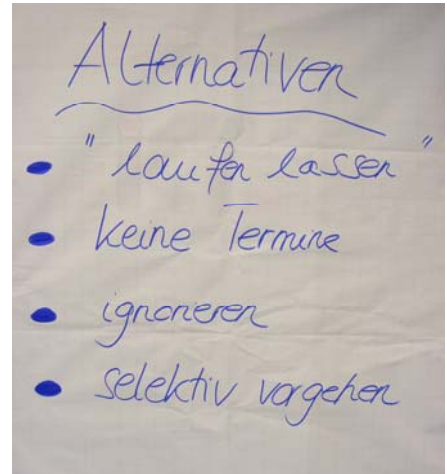 Alternativen
• "laufen lassen"
• keine Termine
• ignorieren
• selektiv vorgehen